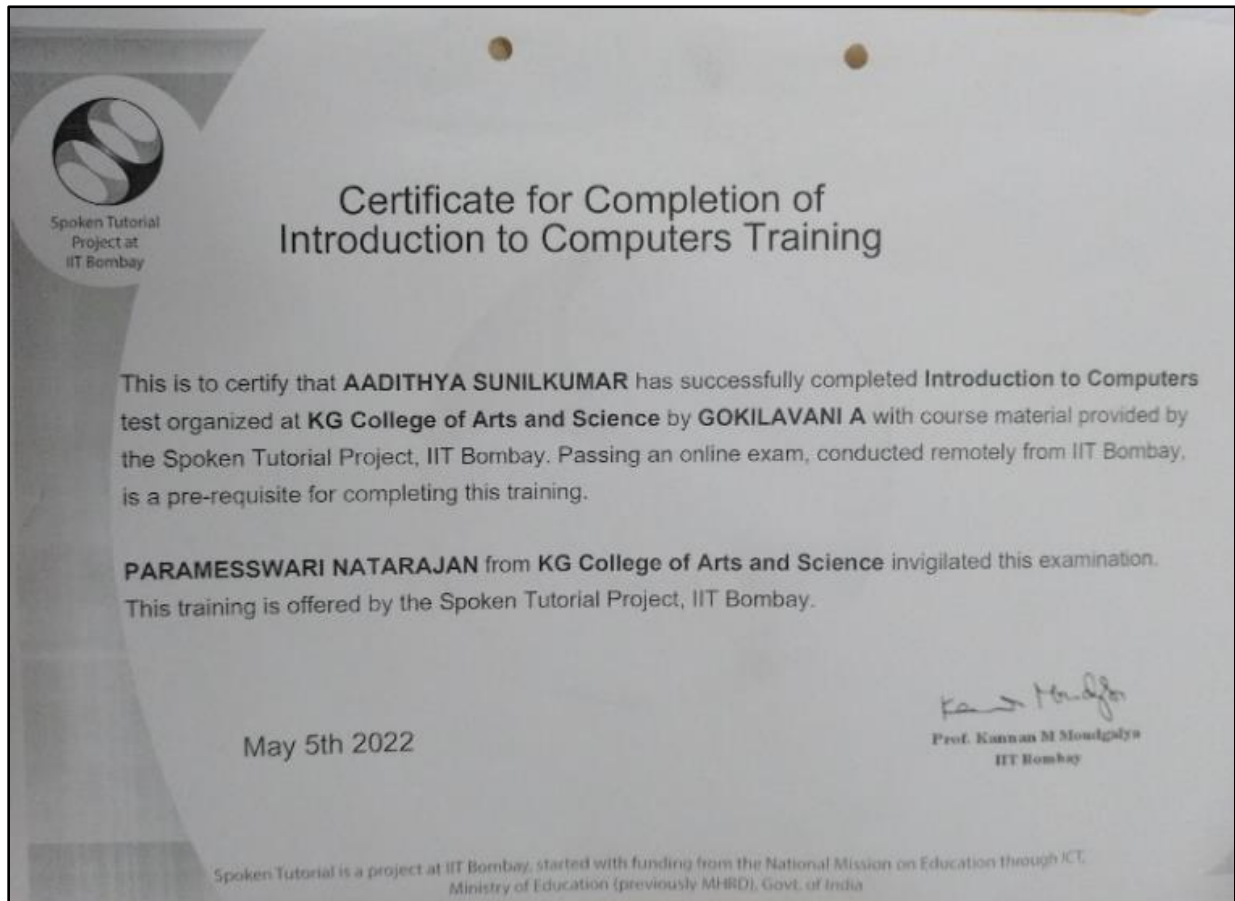 Spoken Tutorial
Project at
IIT Bombay
Certificate for Completion of
Introduction to Computers Training
This is to certify that AADITHYA SUNILKUMAR has successfully completed Introduction to Computers
test organized at KG College of Arts and Science by GOKILAVANI A with course material provided by
the Spoken Tutorial Project, IIT Bombay. Passing an online exam, conducted remotely from IIT Bombay,
is a pre-requisite for completing this training.
PARAMESSWARI NATARAJAN from KG College of Arts and Science invigilated this examination.
This training is offered by the Spoken Tutorial Project, IIT Bombay.
May 5th 2022
Prof. Kannan M Moudgalya
IIT Bombay
Spoken Tutorial is a project at IIT Bombay, started with funding from the National Mission on Education through ICT,
Ministry of Education (previously MHRD), Govt. of India